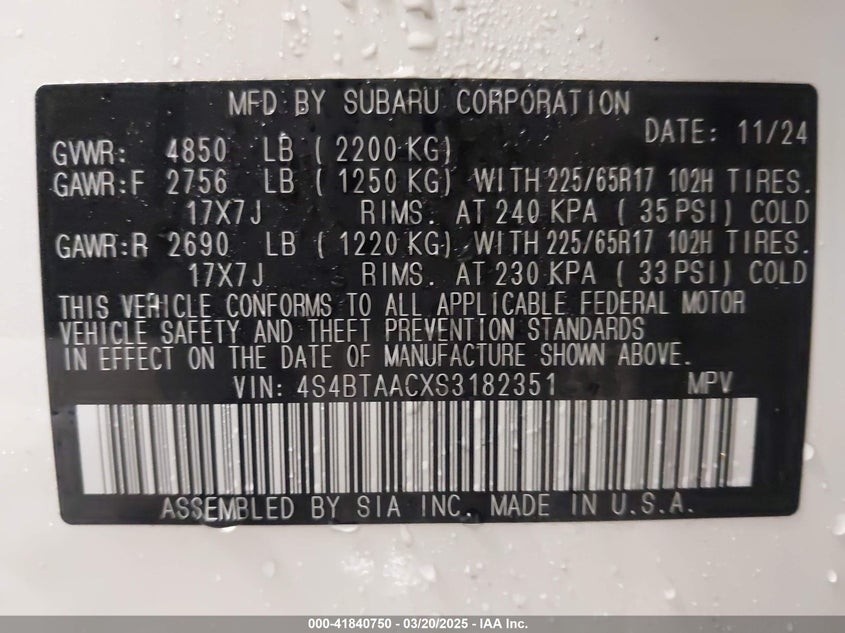 MFD BY SUBARU CORPORATION
DATE: 11/24
GVWR: 4850 LB ( 2200 KG)
GAWR:F 2756 LB ( 1250 KG) WITH 225/65R17 102H TIRES.
17X7J RIMS. AT 240 KPA ( 35 PSI) COLD
GAWR:R 2690 LB ( 1220 KG) WITH 225/65R17 102H TIRES.
17X7J RIMS. AT 230 KPA ( 33 PSI) COLD
THIS VEHICLE CONFORMS TO ALL APPLICABLE FEDERAL MOTOR
VEHICLE SAFETY AND THEFT PREVENTION STANDARDS
IN EFFECT ON THE DATE OF MANUFACTURE SHOWN ABOVE.
VIN: 4S4BTAACXS3182351 MPV
ASSEMBLED BY SIA INC. MADE IN U.S.A.
000-41840750 - 03/20/2025 - IAA Inc.